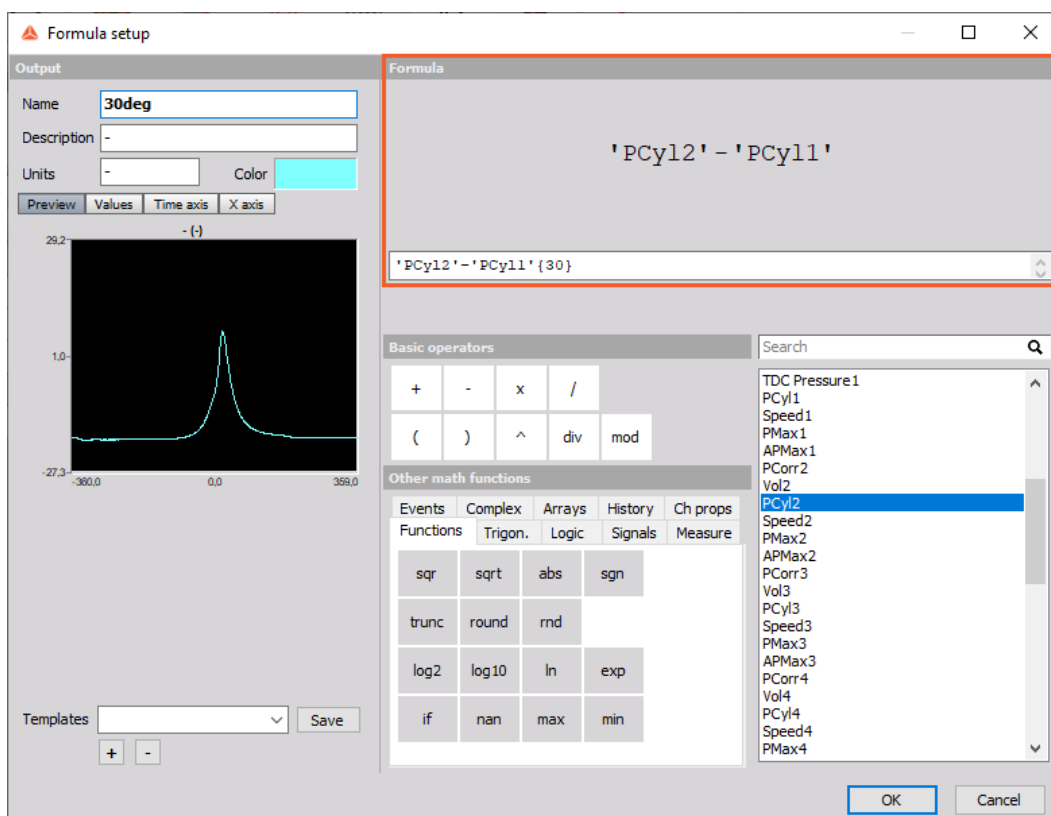 Formula setup
Output
Name 30deg
Description -
Units - Color
Preview Values Time axis X axis
- (-)
29,2
1,0
-27,3
-360,0 0,0 359,0
Templates Save
+ -
Formula
'PCyl2'-'PCyl1'
'PCyl2'-'PCyl1'{30}
Basic operators
+ - x /
( ) ^ div mod
Other math functions
Events Complex Arrays History Ch props
Functions Trigon. Logic Signals Measure
sqr sqrt abs sgn
trunc round rnd
log2 log10 ln exp
if nan max min
Search
TDC Pressure1
PCyl1
Speed1
PMax1
APMax1
PCorr2
Vol2
PCyl2
Speed2
PMax2
APMax2
PCorr3
Vol3
PCyl3
Speed3
PMax3
APMax3
PCorr4
Vol4
PCyl4
Speed4
PMax4
OK Cancel